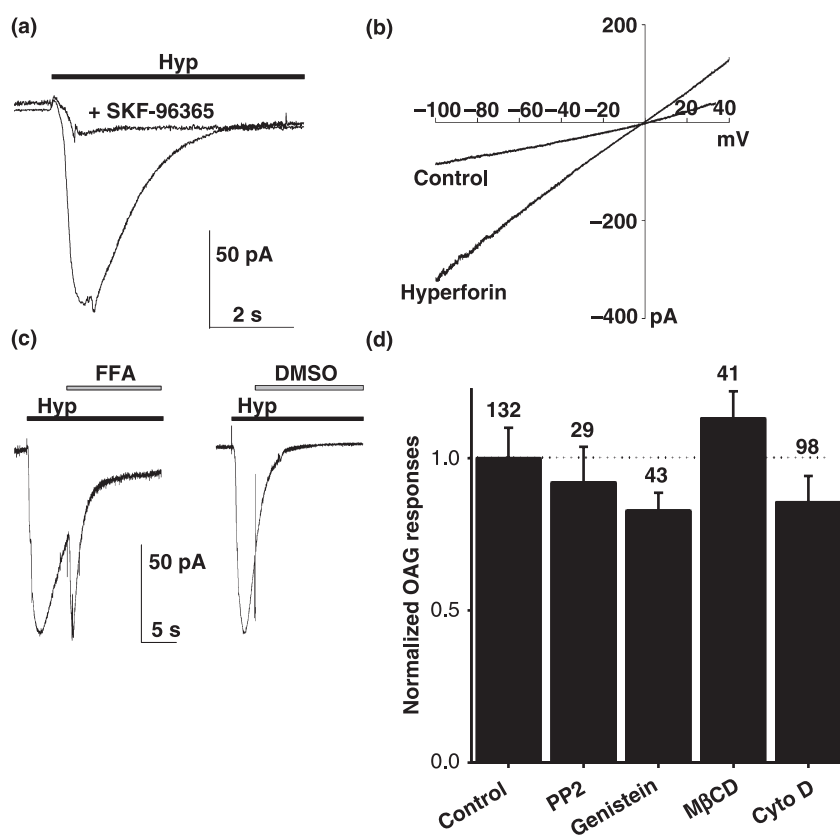 (a)
Hyp
+ SKF-96365
50 pA
2 s
(b)
200
−100 −80 −60 −40 −20 20 40
mV
Control
−200
Hyperforin
−400 pA
(c)
FFA
Hyp
50 pA
5 s
DMSO
Hyp
(d)
Normalized OAG responses
1.0
0.5
0.0
132
29
43
41
98
Control
PP2
Genistein
MβCD
Cyto D